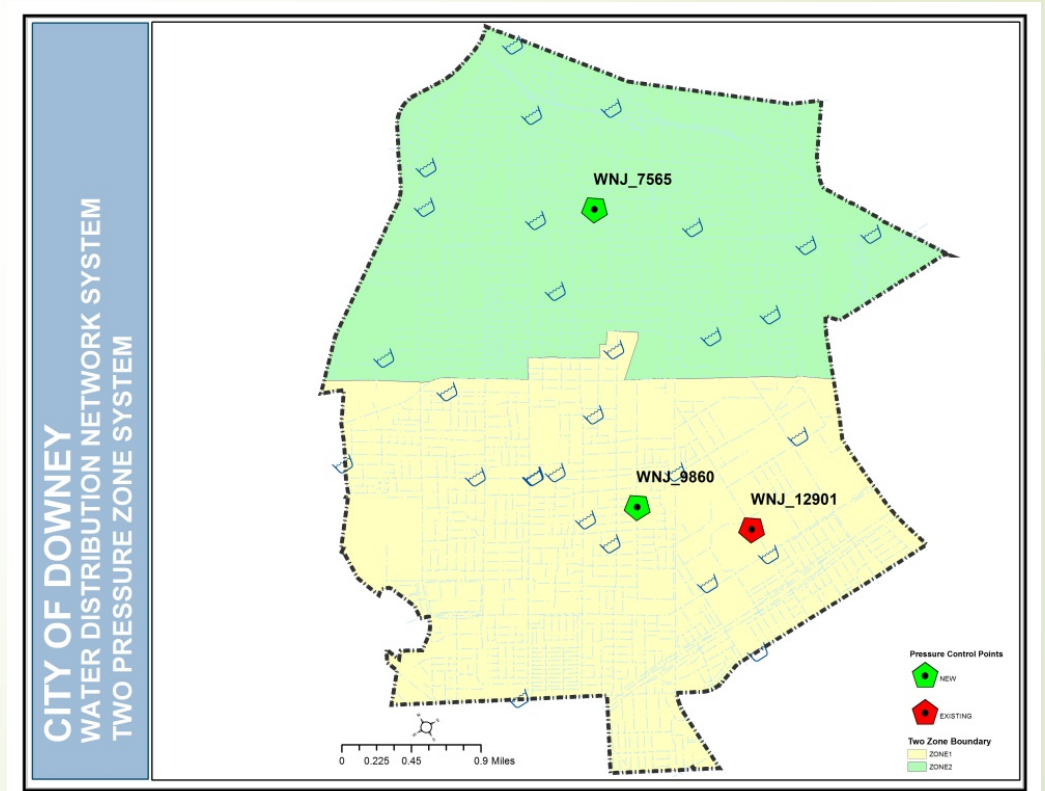 CITY OF DOWNEY
WATER DISTRIBUTION NETWORK SYSTEM
TWO PRESSURE ZONE SYSTEM
WNJ_7565
WNJ_9860
WNJ_12901
Pressure Control Points
NEW
EXISTING
Two Zone Boundary
ZONE1
ZONE2
0 0.225 0.45 0.9 Miles